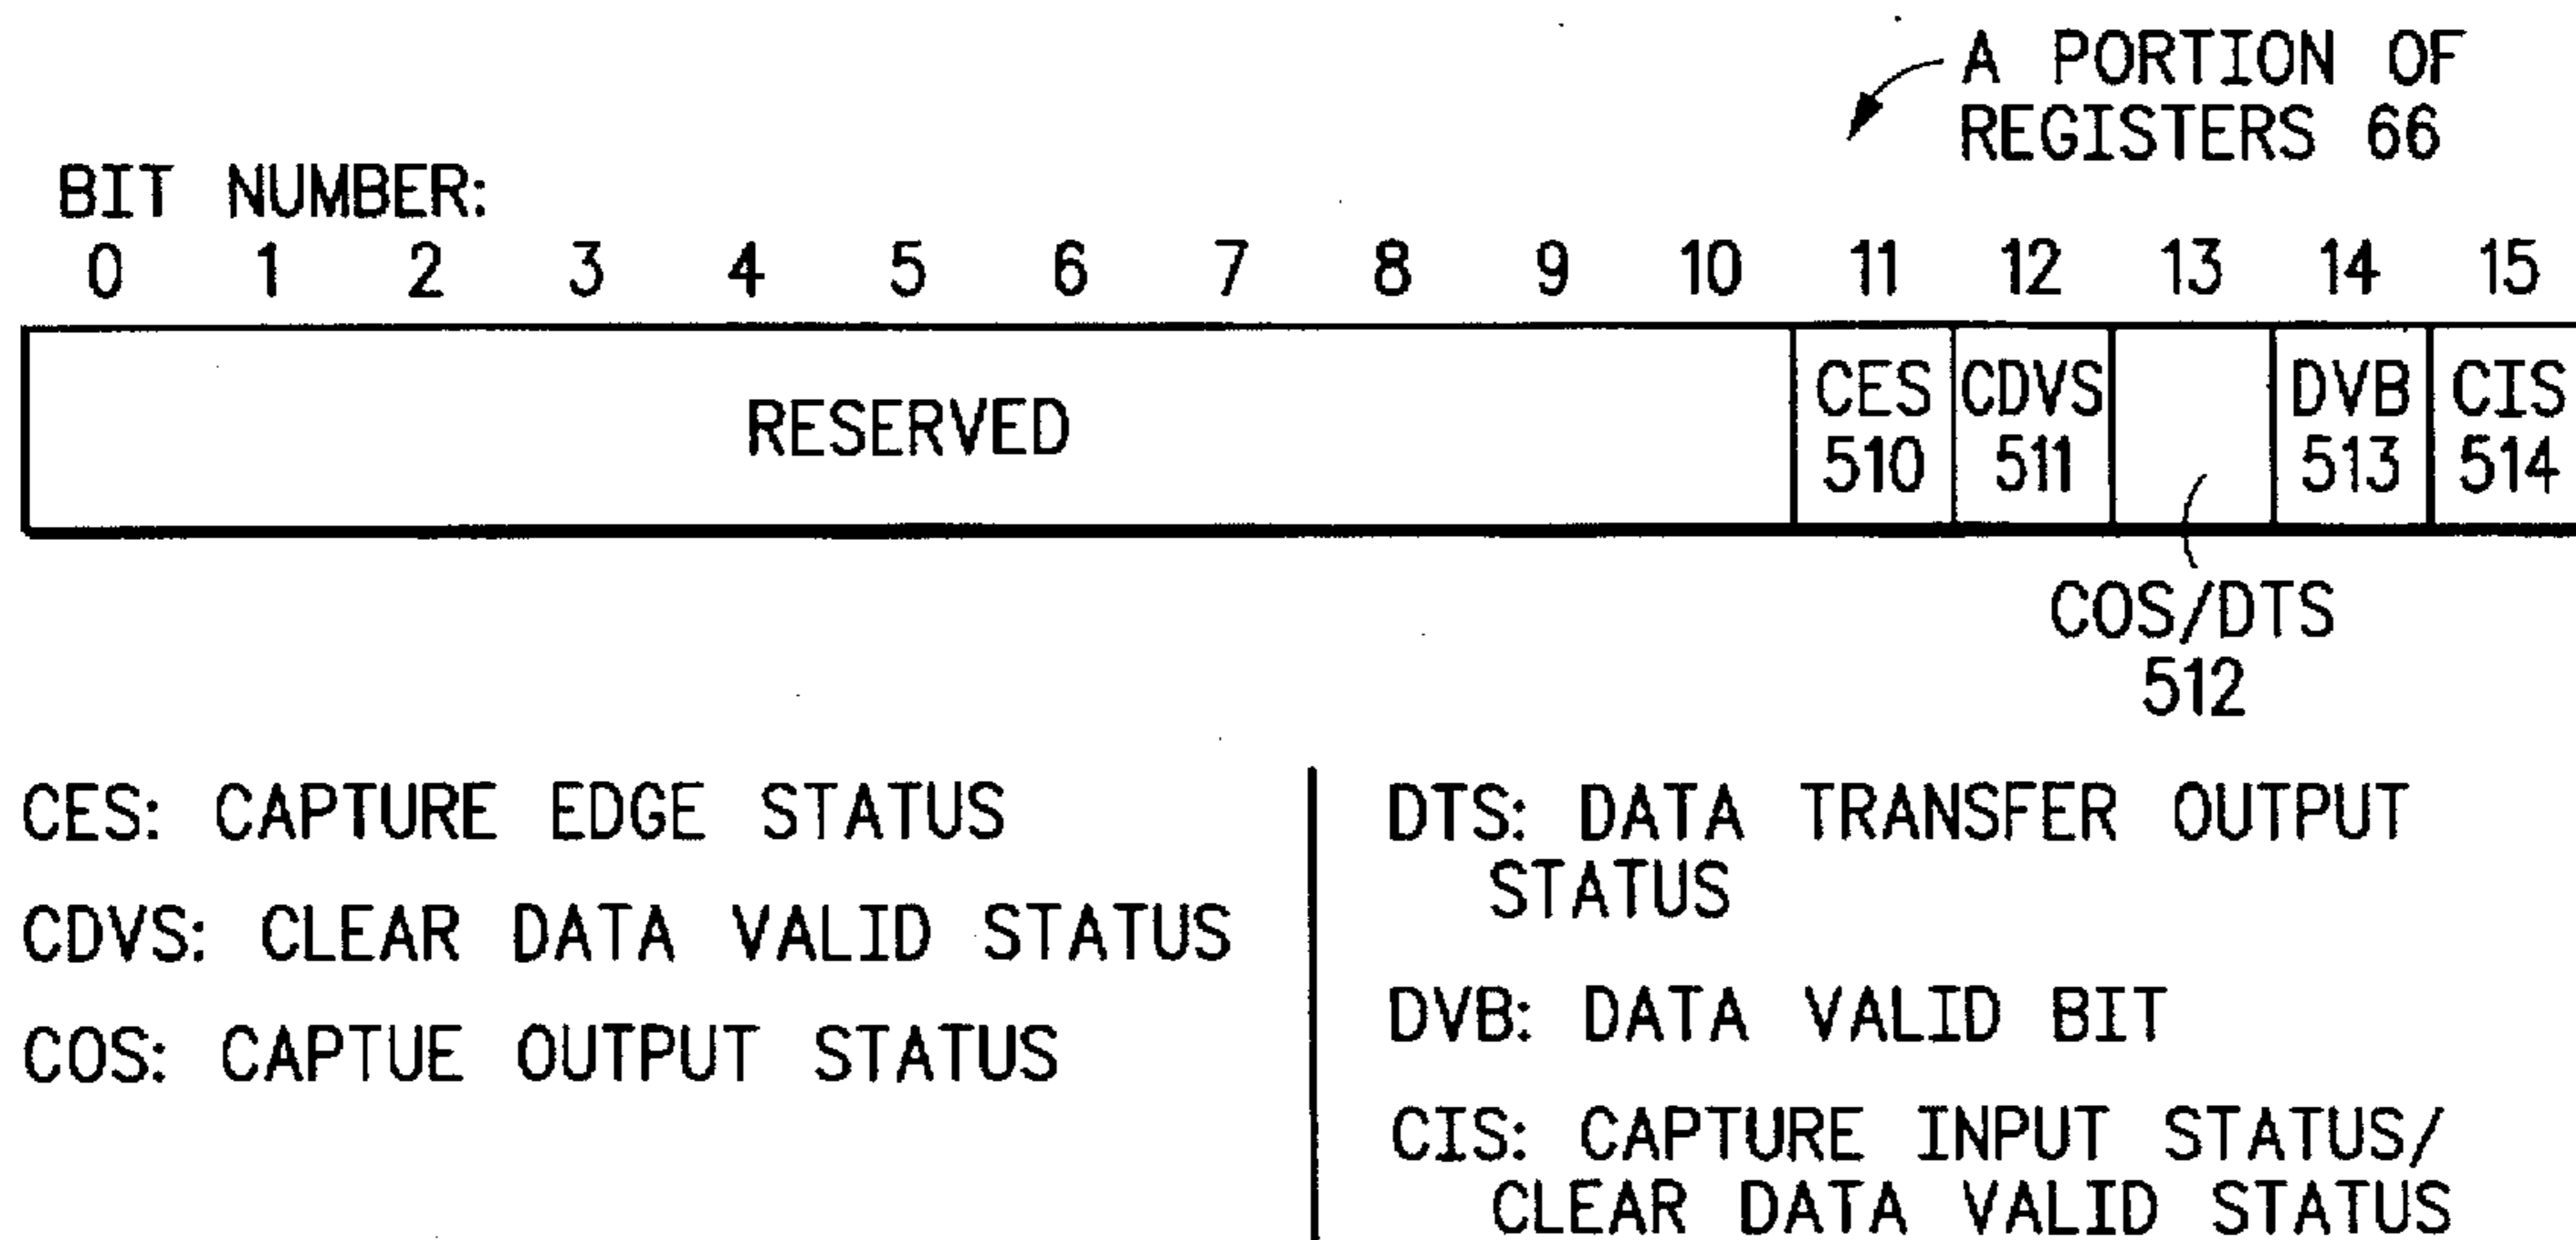 A PORTION OF
REGISTERS 66
BIT NUMBER:
0 1 2 3 4 5 6 7 8 9 10 11 12 13 14 15
RESERVED
CES
510
CDVS
511
DVB
513
CIS
514
COS/DTS
512
CES: CAPTURE EDGE STATUS
CDVS: CLEAR DATA VALID STATUS
COS: CAPTUE OUTPUT STATUS
DTS: DATA TRANSFER OUTPUT
STATUS
DVB: DATA VALID BIT
CIS: CAPTURE INPUT STATUS/
CLEAR DATA VALID STATUS